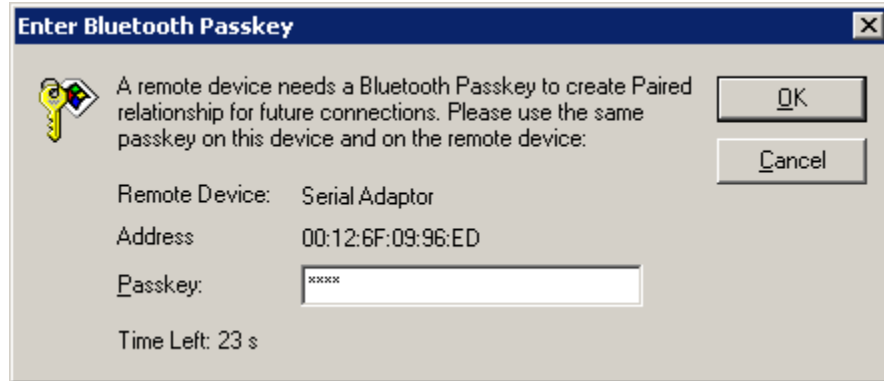 Enter Bluetooth Passkey
A remote device needs a Bluetooth Passkey to create Paired
relationship for future connections. Please use the same
passkey on this device and on the remote device:
OK
Cancel
Remote Device: Serial Adaptor
Address 00:12:6F:09:96:ED
Passkey: ****
Time Left: 23 s